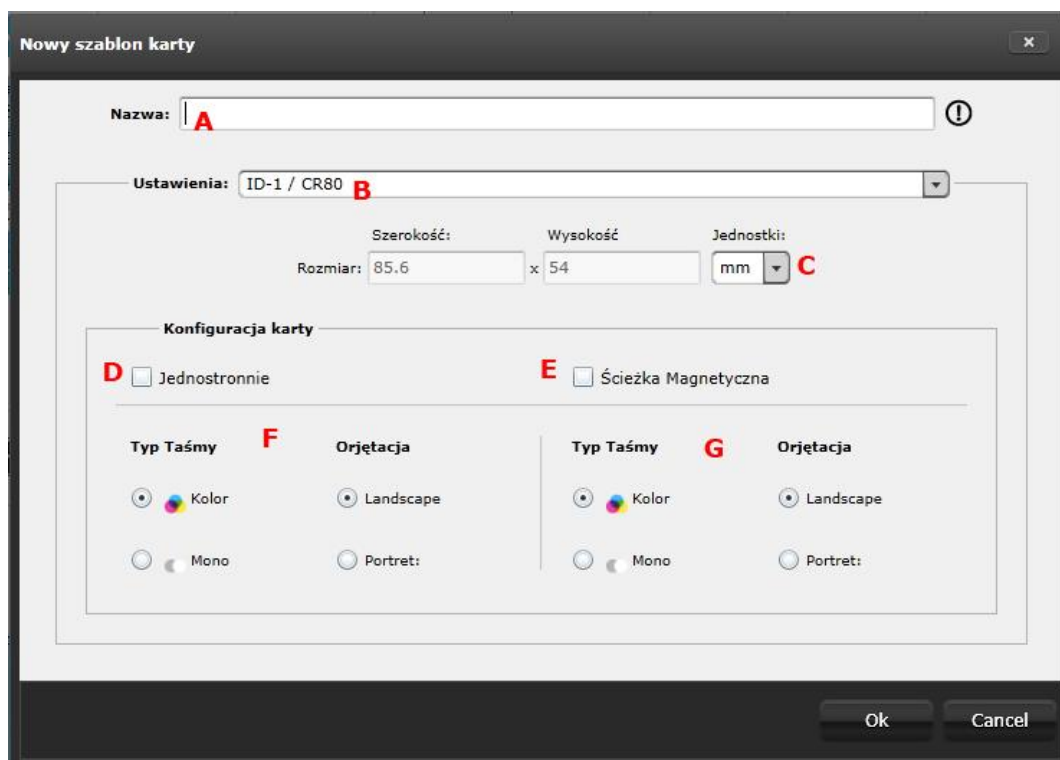 Nowy szablon karty x
Nazwa: A
Ustawienia: ID-1 / CR80 B
Szerokość: Wysokość Jednostki:
Rozmiar: 85.6 x 54 mm C
Konfiguracja karty
D Jednostronnie E Ścieżka Magnetyczna
Typ Taśmy F Orjętacja Typ Taśmy G Orjętacja
Kolor Landscape Kolor Landscape
Mono Portret: Mono Portret:
Ok Cancel